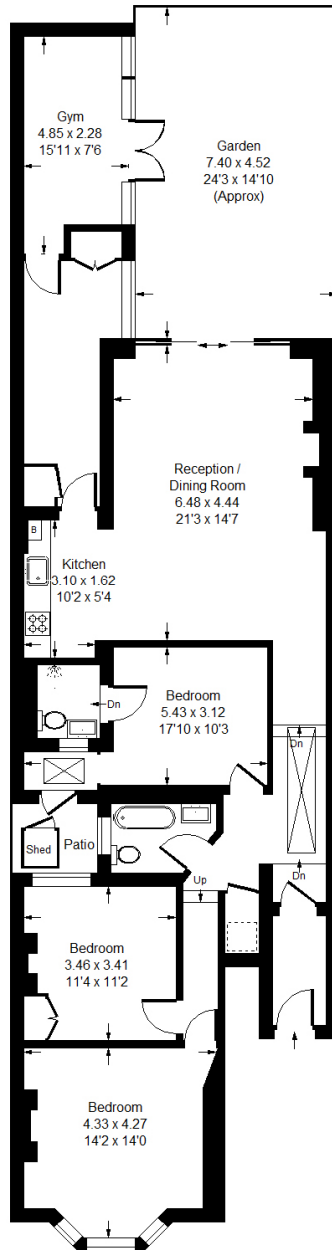 Gym
4.85 x 2.28
15'11 x 7'6
Garden
7.40 x 4.52
24'3 x 14'10
(Approx)
Reception /
Dining Room
6.48 x 4.44
21'3 x 14'7
B
Kitchen
3.10 x 1.62
10'2 x 5'4
Dn
Bedroom
5.43 x 3.12
17'10 x 10'3
Dn
Shed
Patio
Dn
Up
Bedroom
3.46 x 3.41
11'4 x 11'2
Bedroom
4.33 x 4.27
14'2 x 14'0